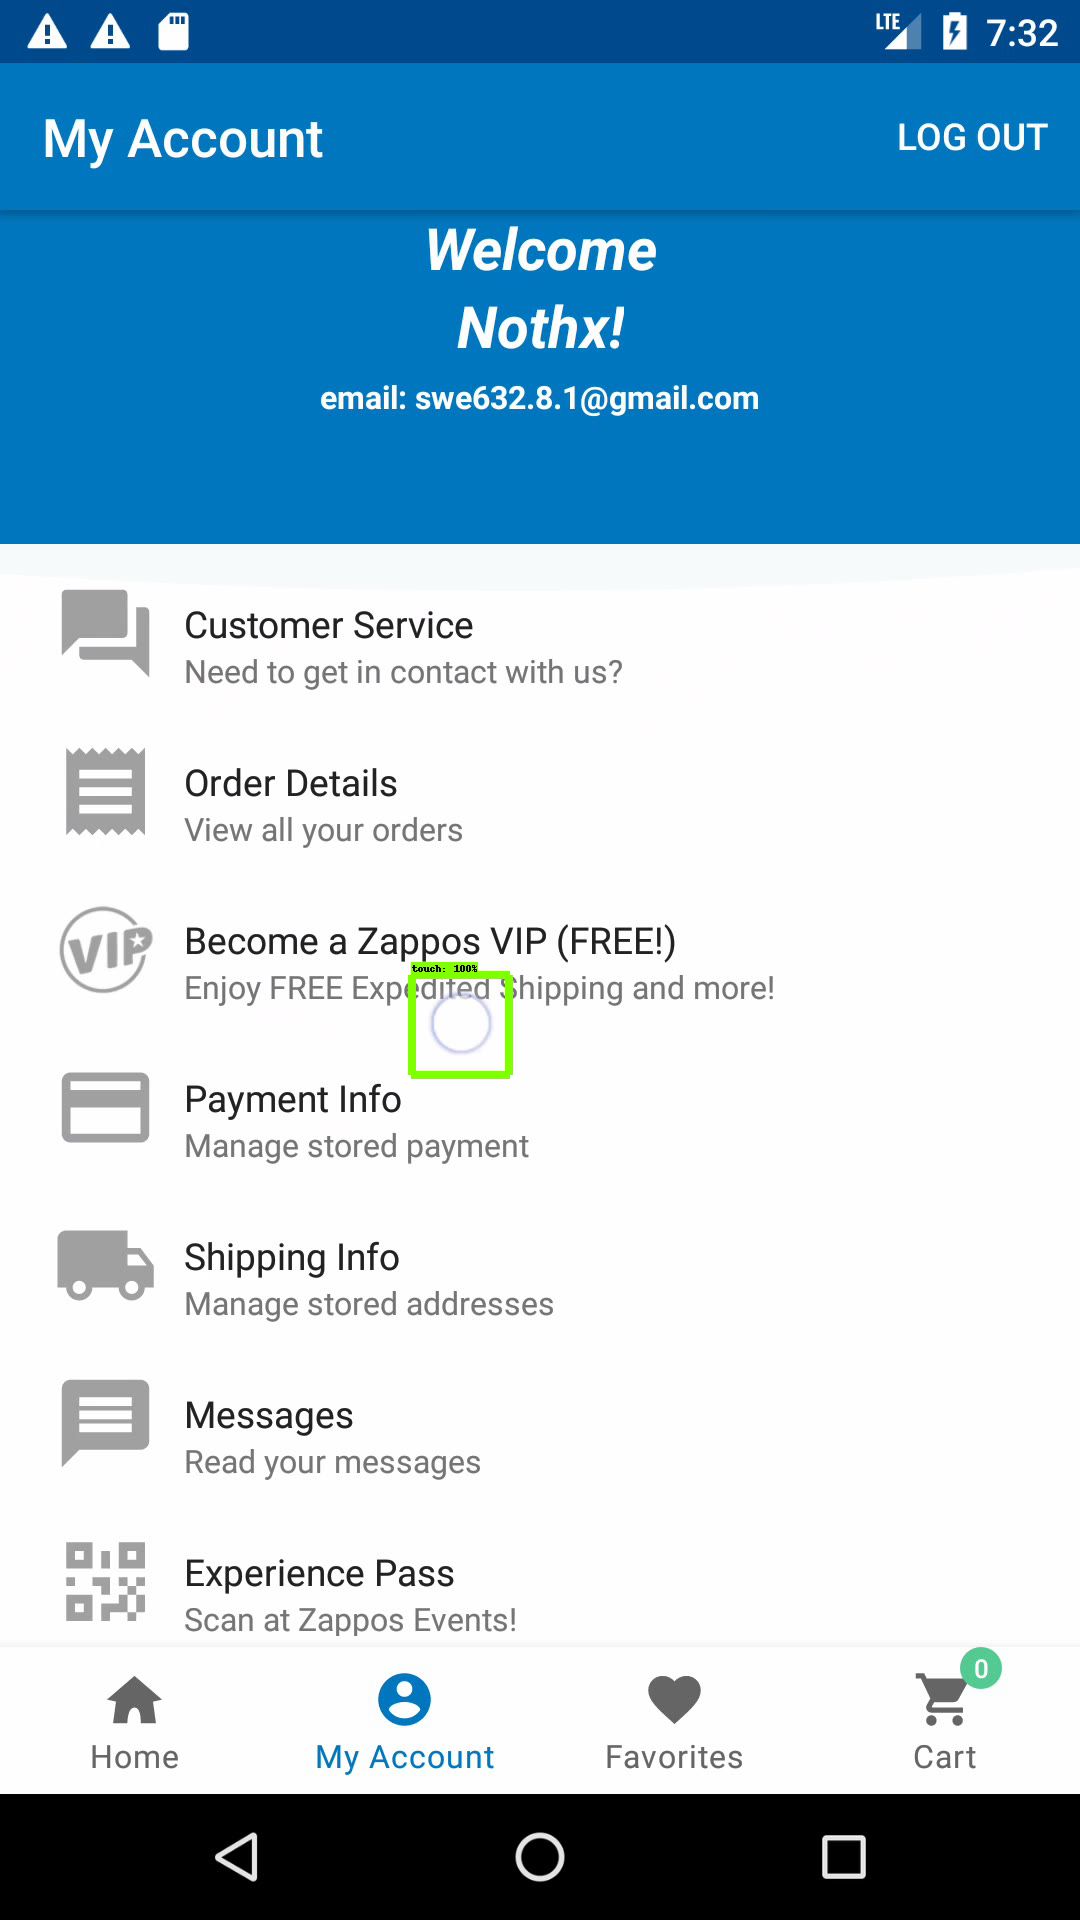 LTE 7:32
My Account LOG OUT
Welcome
Nothx!
email: swe632.8.1@gmail.com
Customer Service
Need to get in contact with us?
Order Details
View all your orders
VIP
Become a Zappos VIP (FREE!)
touch: 100%
Enjoy FREE Expedited Shipping and more!
Payment Info
Manage stored payment
Shipping Info
Manage stored addresses
Messages
Read your messages
Experience Pass
Scan at Zappos Events!
0
Home My Account Favorites Cart